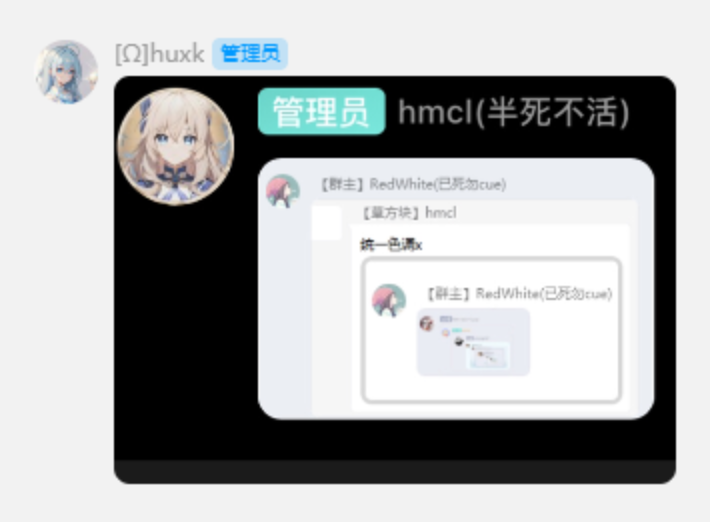 [Ω]huxk 管理员
管理员 hmcl(半死不活)
【群主】RedWhite(已死勿cue)
【草方块】hmcl
统一色调x
【群主】RedWhite(已死勿cue)